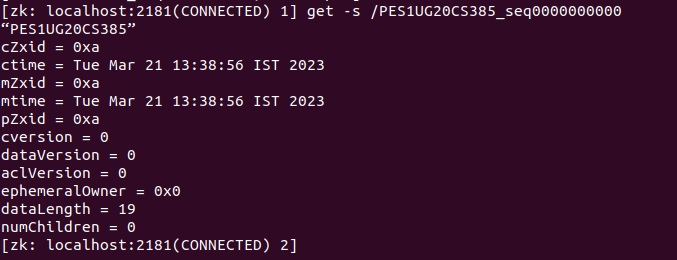 [zk: localhost:2181(CONNECTED) 1] get -s /PES1UG20CS385_seq0000000000
“PES1UG20CS385”
cZxid = 0xa
ctime = Tue Mar 21 13:38:56 IST 2023
mZxid = 0xa
mtime = Tue Mar 21 13:38:56 IST 2023
pZxid = 0xa
cversion = 0
dataVersion = 0
aclVersion = 0
ephemeralOwner = 0x0
dataLength = 19
numChildren = 0
[zk: localhost:2181(CONNECTED) 2]